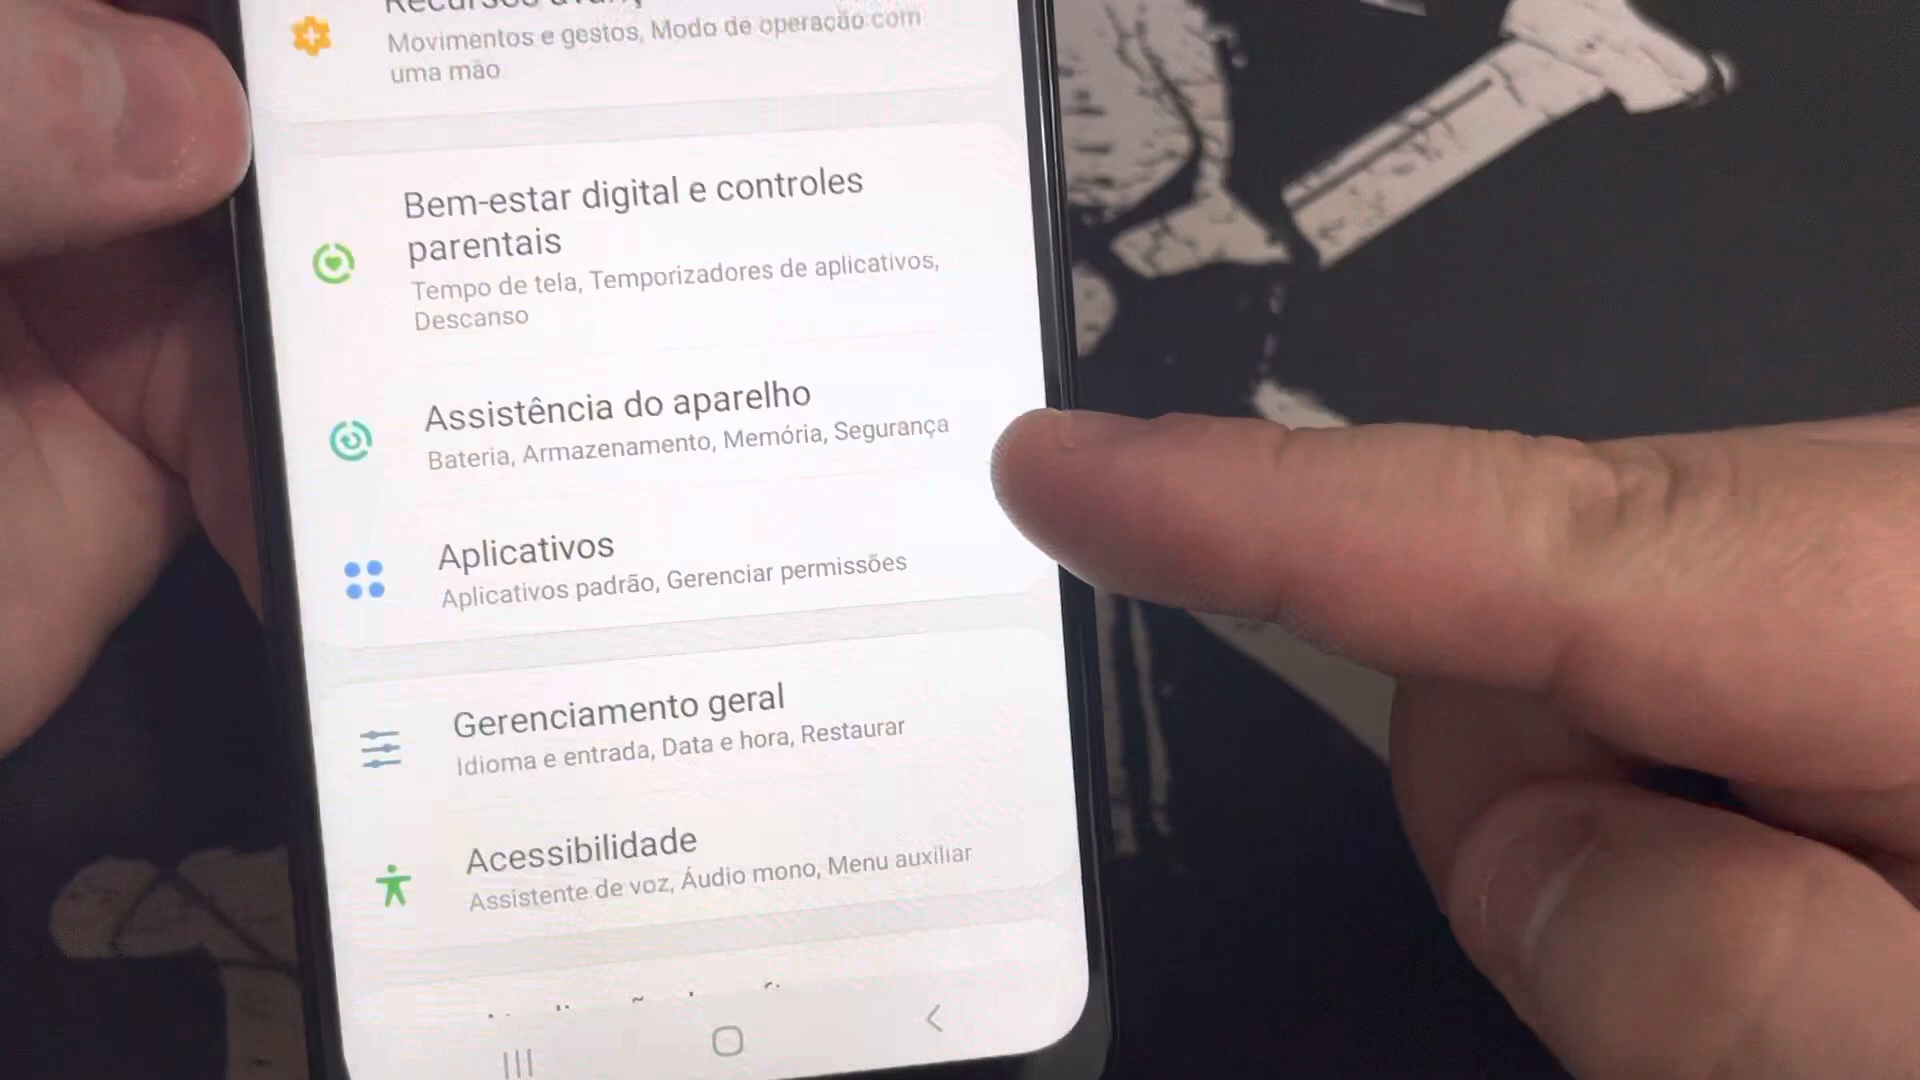 Movimentos e gestos, Modo de operação com
uma mão
Bem-estar digital e controles
parentais
Tempo de tela, Temporizadores de aplicativos,
Descanso
Assistência do aparelho
Bateria, Armazenamento, Memória, Segurança
Aplicativos
Aplicativos padrão, Gerenciar permissões
Gerenciamento geral
Idioma e entrada, Data e hora, Restaurar
Acessibilidade
Assistente de voz, Áudio mono, Menu auxiliar